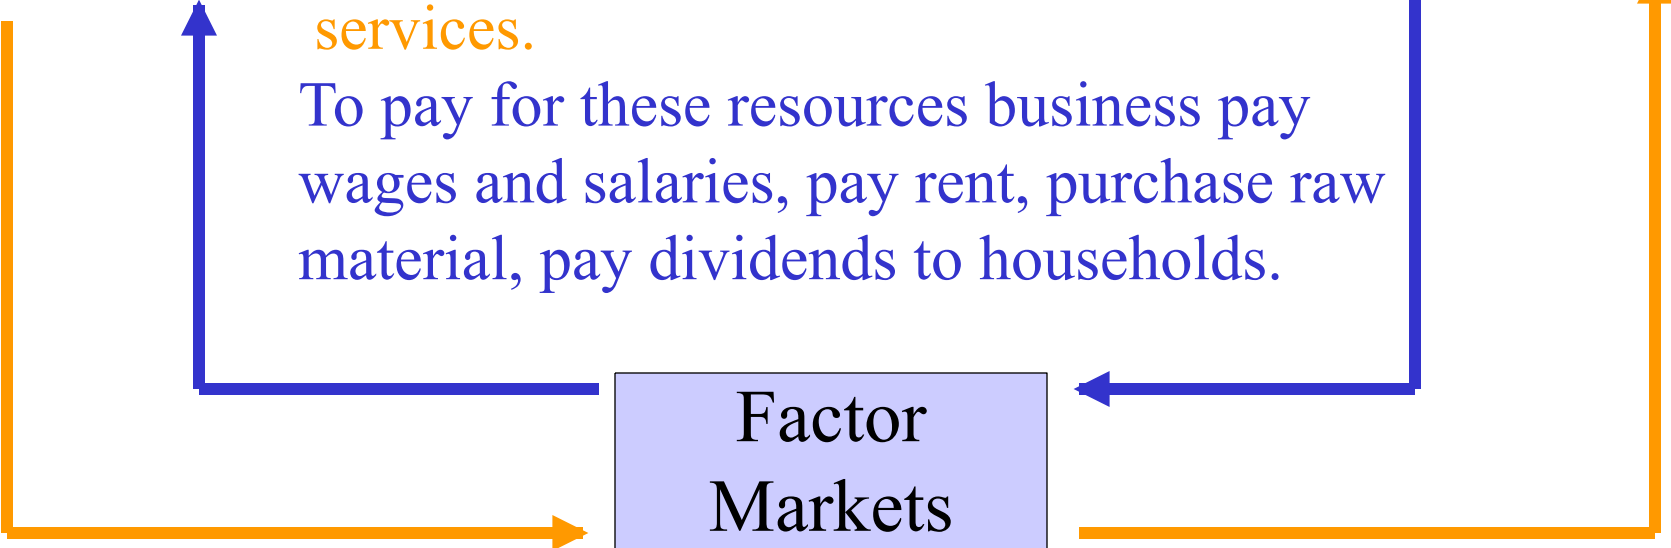 services.
To pay for these resources business pay
wages and salaries, pay rent, purchase raw
material, pay dividends to households.
Factor
Markets